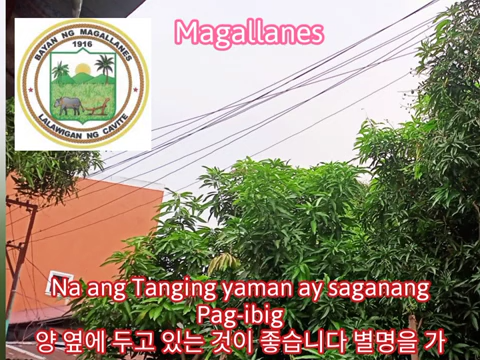 Magallanes
BAYAN NG MAGALLANES
1916
LALAWIGAN NG CAVITE
Na ang Tanging yaman ay saganang
Pag-ibig
양 옆에 두고 있는 것이 좋습니다 별명을 가